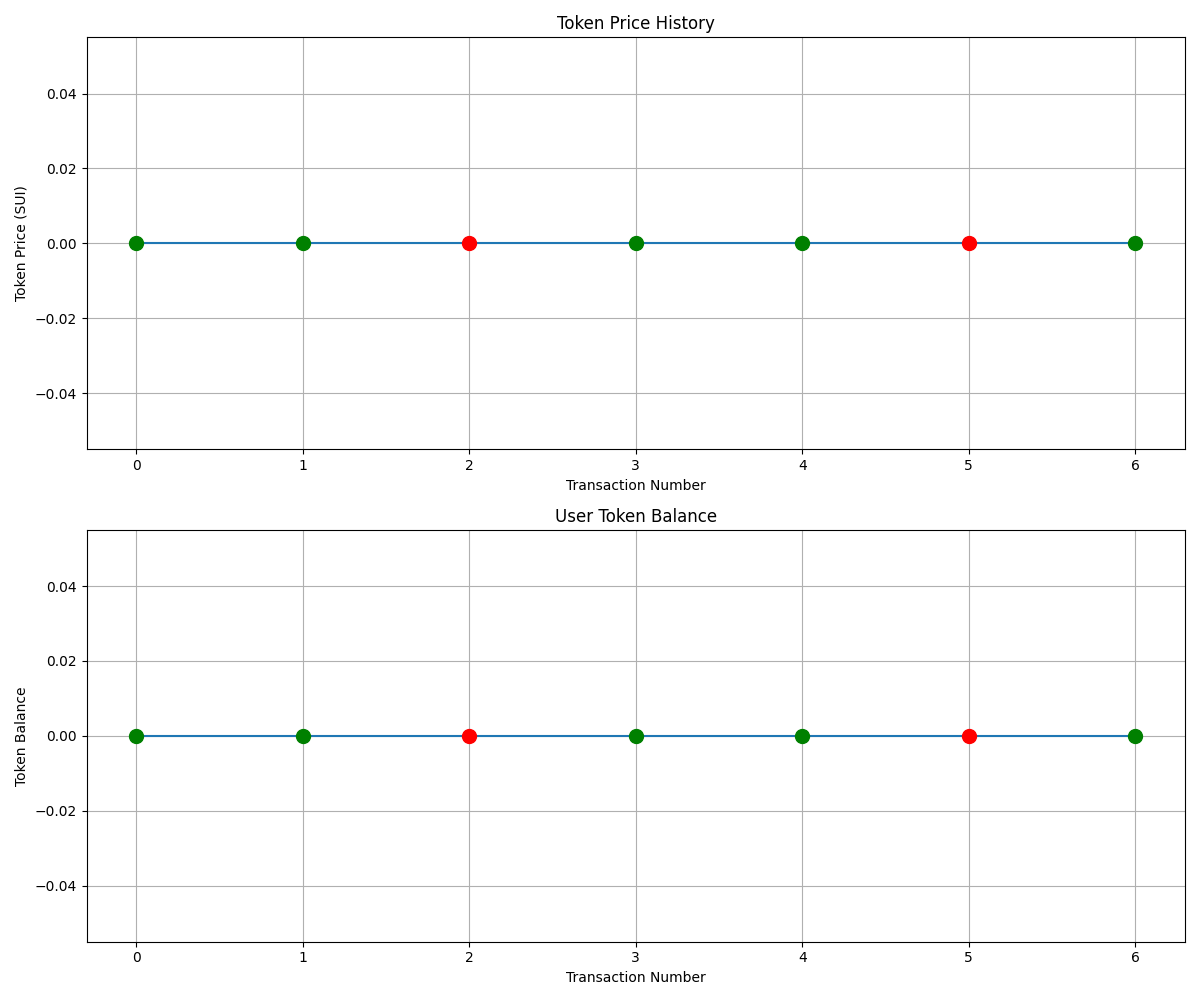 Token Price History
Token Price (SUI)
0.04
0.02
0.00
−0.02
−0.04
0 1 2 3 4 5 6
Transaction Number
User Token Balance
Token Balance
0.04
0.02
0.00
−0.02
−0.04
0 1 2 3 4 5 6
Transaction Number